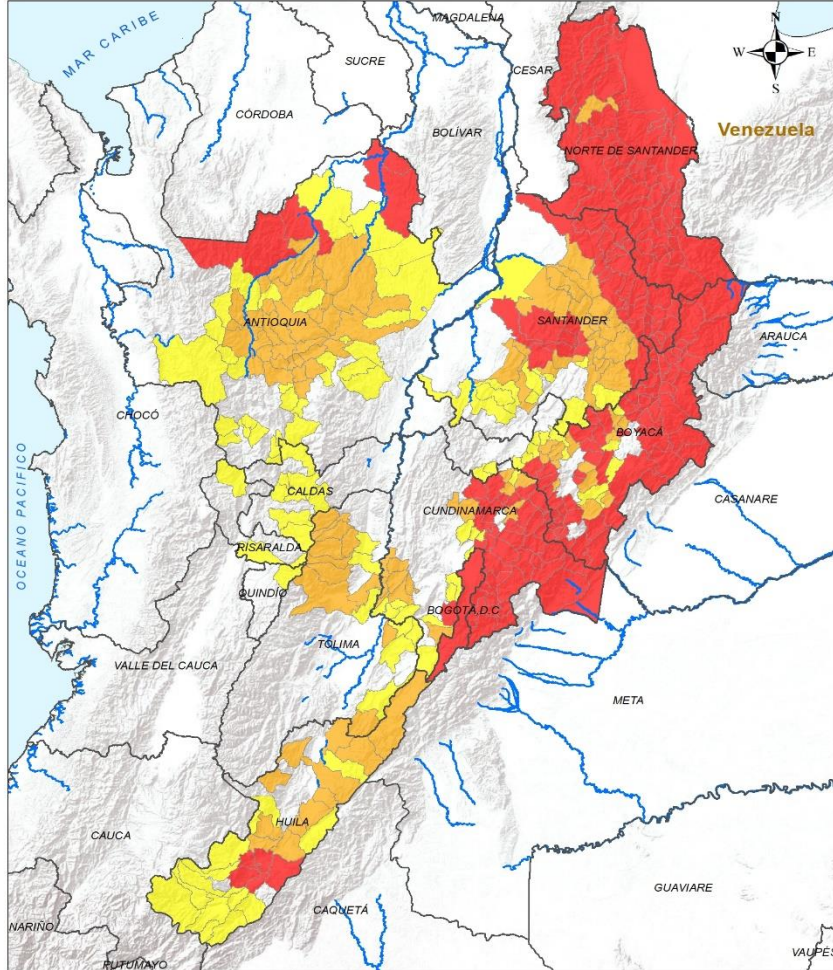 MAGDALENA
MAR CARIBE
SUCRE
CESAR
N
W E
S
CÓRDOBA
BOLÍVAR
Venezuela
NORTE DE SANTANDER
ANTIOQUIA
SANTANDER
ARAUCA
CHOCÓ
BOYACÁ
OCEANO PACIFICO
CALDAS
CUNDINAMARCA
CASANARE
RISARALDA
QUINDÍO
BOGOTÁ,D.C
TOLIMA
VALLE DEL CAUCA
META
HUILA
CAUCA
CAQUETÁ
GUAVIARE
NARIÑO
PUTUMAYO
VAUPÉS